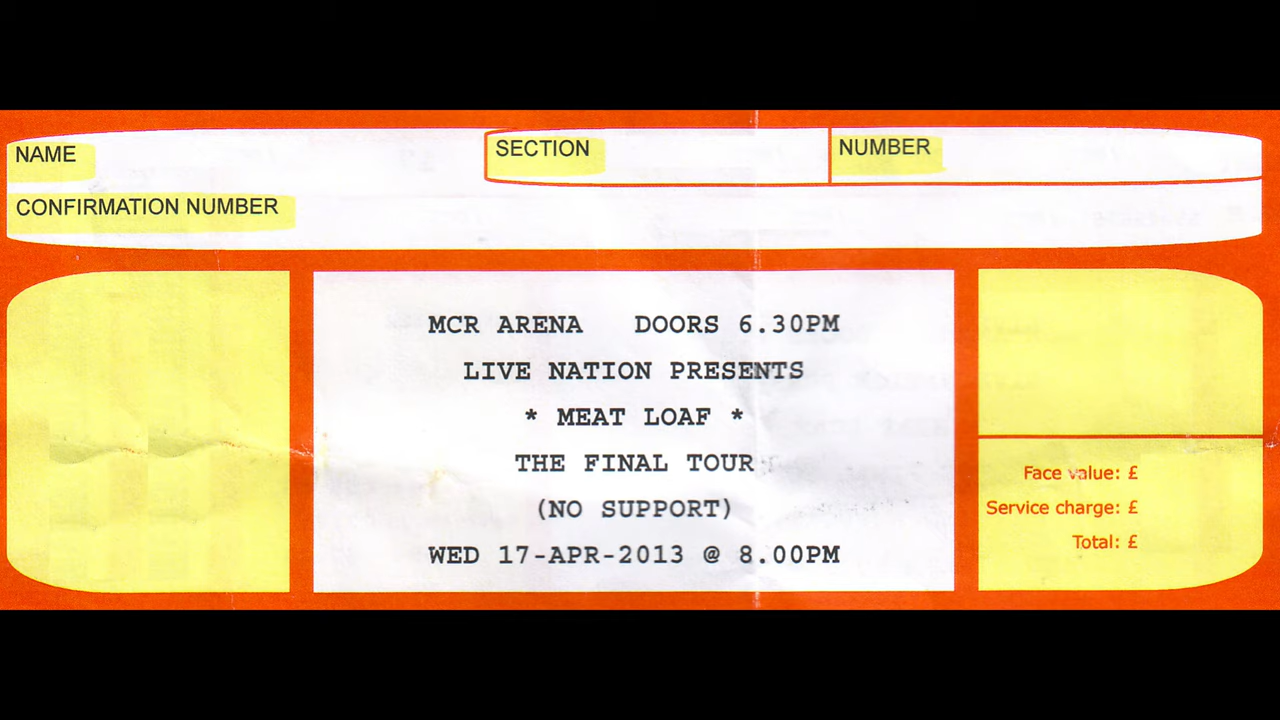 NAME
SECTION
NUMBER
CONFIRMATION NUMBER
MCR ARENA DOORS 6.30PM
LIVE NATION PRESENTS
* MEAT LOAF *
THE FINAL TOUR
(NO SUPPORT)
WED 17-APR-2013 @ 8.00PM
Face value: £
Service charge: £
Total: £